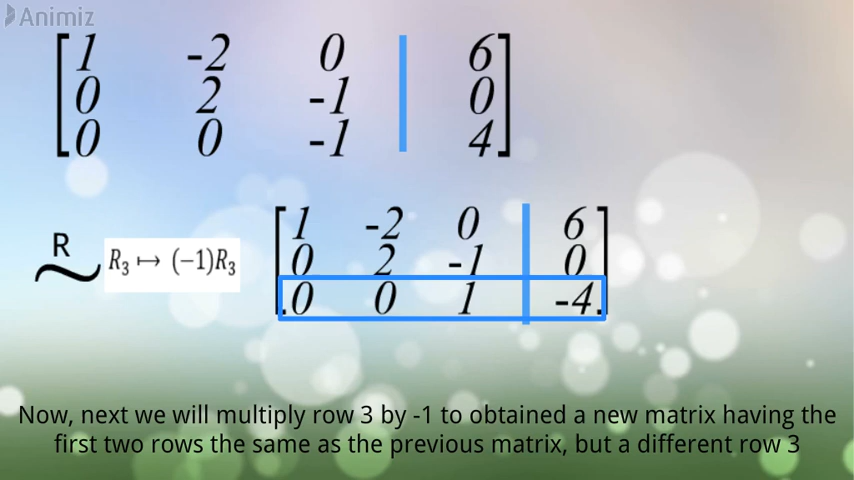 Animiz
1 -2 0 | 6
0 2 -1 | 0
0 0 -1 | 4
R
~ R₃ ↦ (−1)R₃
1 -2 0 | 6
0 2 -1 | 0
0 0 1 | -4
Now, next we will multiply row 3 by -1 to obtained a new matrix having the
first two rows the same as the previous matrix, but a different row 3